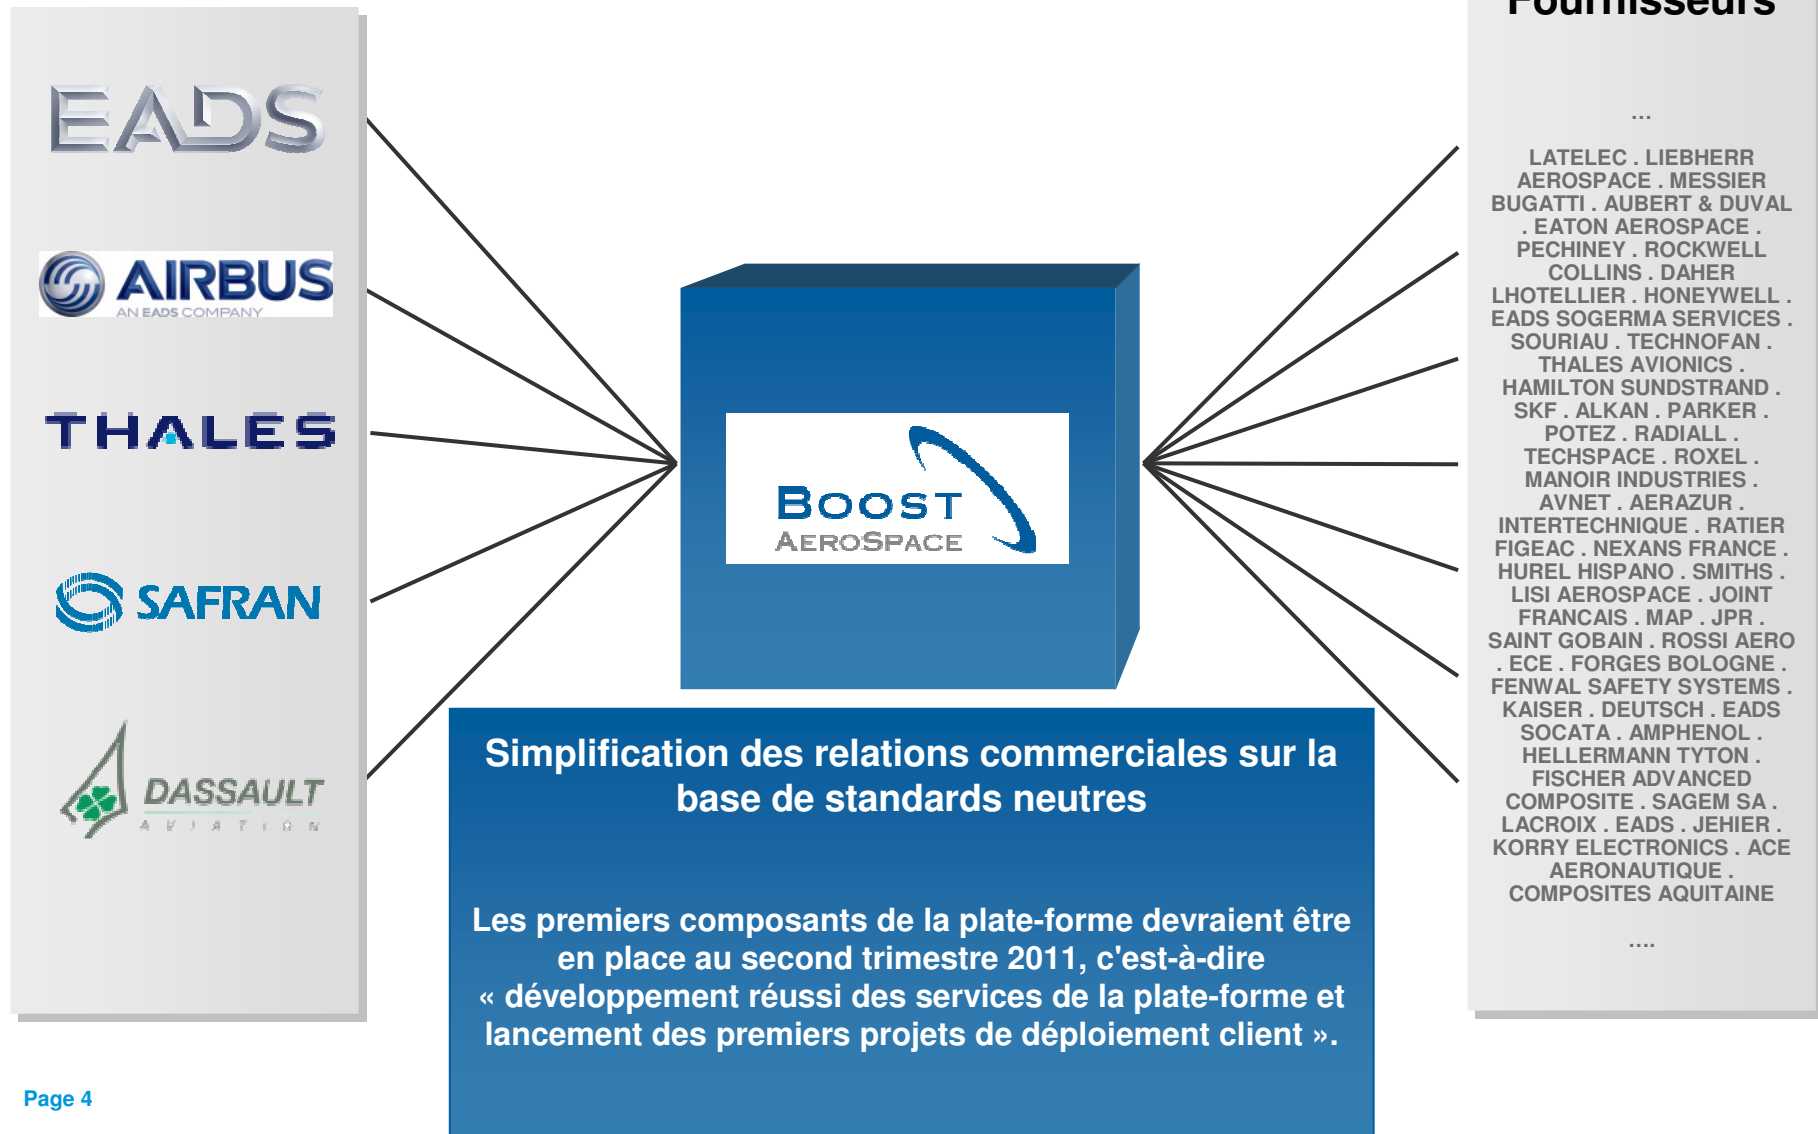 EADS
AIRBUS
AN EADS COMPANY
THALES
SAFRAN
DASSAULT
AVIATION
BOOST
AEROSPACE
Simplification des relations commerciales sur la
base de standards neutres
Les premiers composants de la plate-forme devraient être
en place au second trimestre 2011, c'est-à-dire
« développement réussi des services de la plate-forme et
lancement des premiers projets de déploiement client ».
Fournisseurs
...
LATELEC . LIEBHERR
AEROSPACE . MESSIER
BUGATTI . AUBERT & DUVAL
. EATON AEROSPACE .
PECHINEY . ROCKWELL
COLLINS . DAHER
LHOTELLIER . HONEYWELL .
EADS SOGERMA SERVICES .
SOURIAU . TECHNOFAN .
THALES AVIONICS .
HAMILTON SUNDSTRAND .
SKF . ALKAN . PARKER .
POTEZ . RADIALL .
TECHSPACE . ROXEL .
MANOIR INDUSTRIES .
AVNET . AERAZUR .
INTERTECHNIQUE . RATIER
FIGEAC . NEXANS FRANCE .
HUREL HISPANO . SMITHS .
LISI AEROSPACE . JOINT
FRANCAIS . MAP . JPR .
SAINT GOBAIN . ROSSI AERO
. ECE . FORGES BOLOGNE .
FENWAL SAFETY SYSTEMS .
KAISER . DEUTSCH . EADS
SOCATA . AMPHENOL .
HELLERMANN TYTON .
FISCHER ADVANCED
COMPOSITE . SAGEM SA .
LACROIX . EADS . JEHIER .
KORRY ELECTRONICS . ACE
AERONAUTIQUE .
COMPOSITES AQUITAINE
....
Page 4